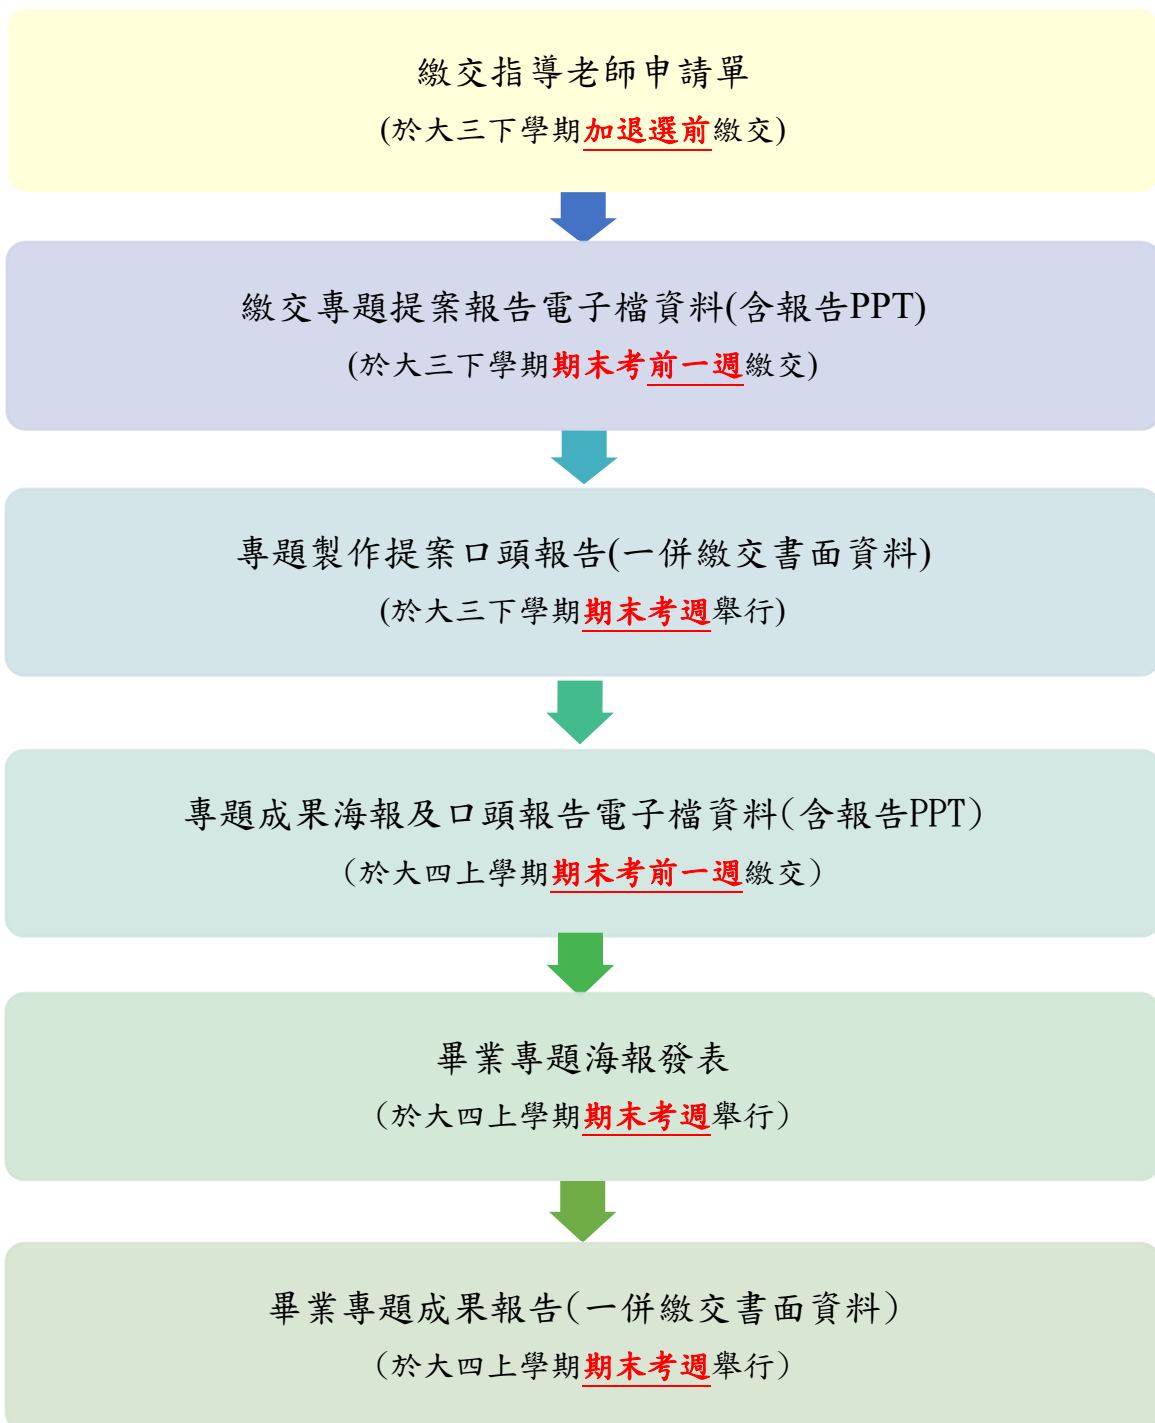 繳交指導老師申請單
(於大三下學期加退選前繳交)
繳交專題提案報告電子檔資料(含報告PPT)
(於大三下學期期末考前一週繳交)
專題製作提案口頭報告(一併繳交書面資料)
(於大三下學期期末考週舉行)
專題成果海報及口頭報告電子檔資料(含報告PPT)
（於大四上學期期末考前一週繳交）
畢業專題海報發表
（於大四上學期期末考週舉行）
畢業專題成果報告(一併繳交書面資料)
（於大四上學期期末考週舉行）